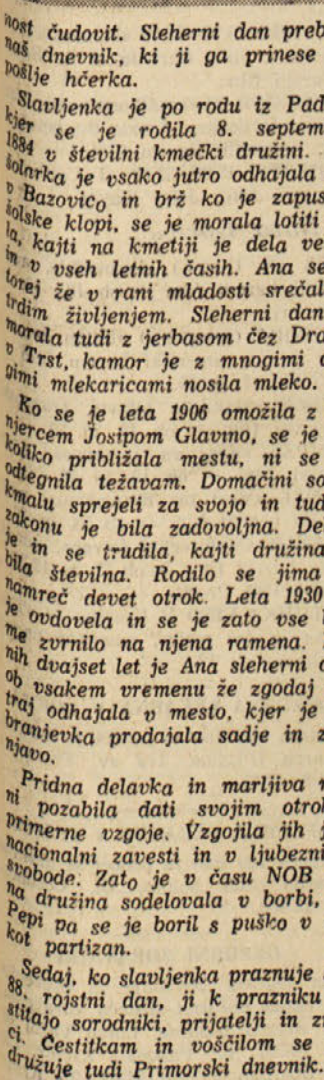 nost čudovit. Sleherni dan preb
naš dnevnik, ki ji ga prinese
pošlje hčerka.
Slavljenka je po rodu iz Pad
kjer se je rodila 8. septem
1884 v številni kmečki družini.
šolarka je vsako jutro odhajala
v Bazovico in brž ko je zapus
šolske klopi, se je morala lotiti
la, kajti na kmetiji je dela ve
in v vseh letnih časih. Ana se
torej že v rani mladosti srečal
trdim življenjem. Sleherni dan
morala tudi z jerbasom čez Dra
v Trst, kamor je z mnogimi d
gimi mlekaricami nosila mleko.
Ko se je leta 1906 omožila z
njercem Josipom Glavino, se je
koliko približala mestu, ni se
odtegnila težavam. Domačini so
kmalu sprejeli za svojo in tud
zakonu je bila zadovoljna. De
je in se trudila, kajti družina
bila številna. Rodilo se jima
namreč devet otrok. Leta 1930
je ovdovela in se je zato vse
me zvrnilo na njena ramena.
nih dvajset let je Ana sleherni d
ob vsakem vremenu že zgodaj
traj odhajala v mesto, kjer je
branjevka prodajala sadje in z
njavo.
Pridna delavka in marljiva m
ni pozabila dati svojim otrok
primerne vzgoje. Vzgojila jih j
nacionalni zavesti in v ljubezni
svobode. Zato je v času NOB
na družina sodelovala v borbi,
Pepi pa se je boril s puško v
kot partizan.
Sedaj, ko slavljenka praznuje
88. rojstni dan, ji k prazniku
stitajo sorodniki, prijatelji in z
ci. Čestitkam in voščilom se
družuje tudi Primorski dnevnik.